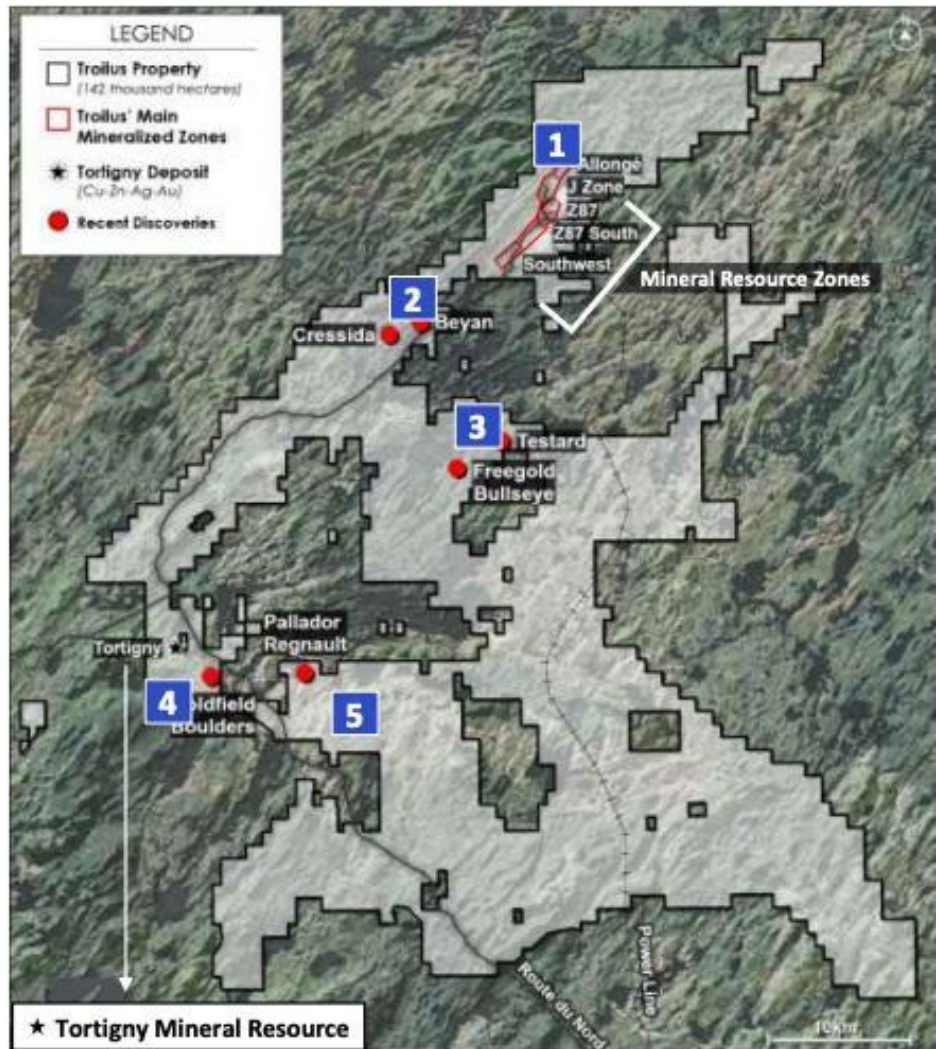 LEGEND
Troilus Property
(142 thousand hectares)
Troilus' Main
Mineralized Zones
Tortigny Deposit
(Cu-Zn-Ag-Au)
Recent Discoveries
1
Allongé
J Zone
Z87
Z87 South
Southwest
Mineral Resource Zones
2
Beyan
Cressida
3
Testard
Freegold
Bullseye
Pallador
Regnault
Tortigny
4
oldfield
Boulders
5
Route du Nord
Power Line
10km
★ Tortigny Mineral Resource